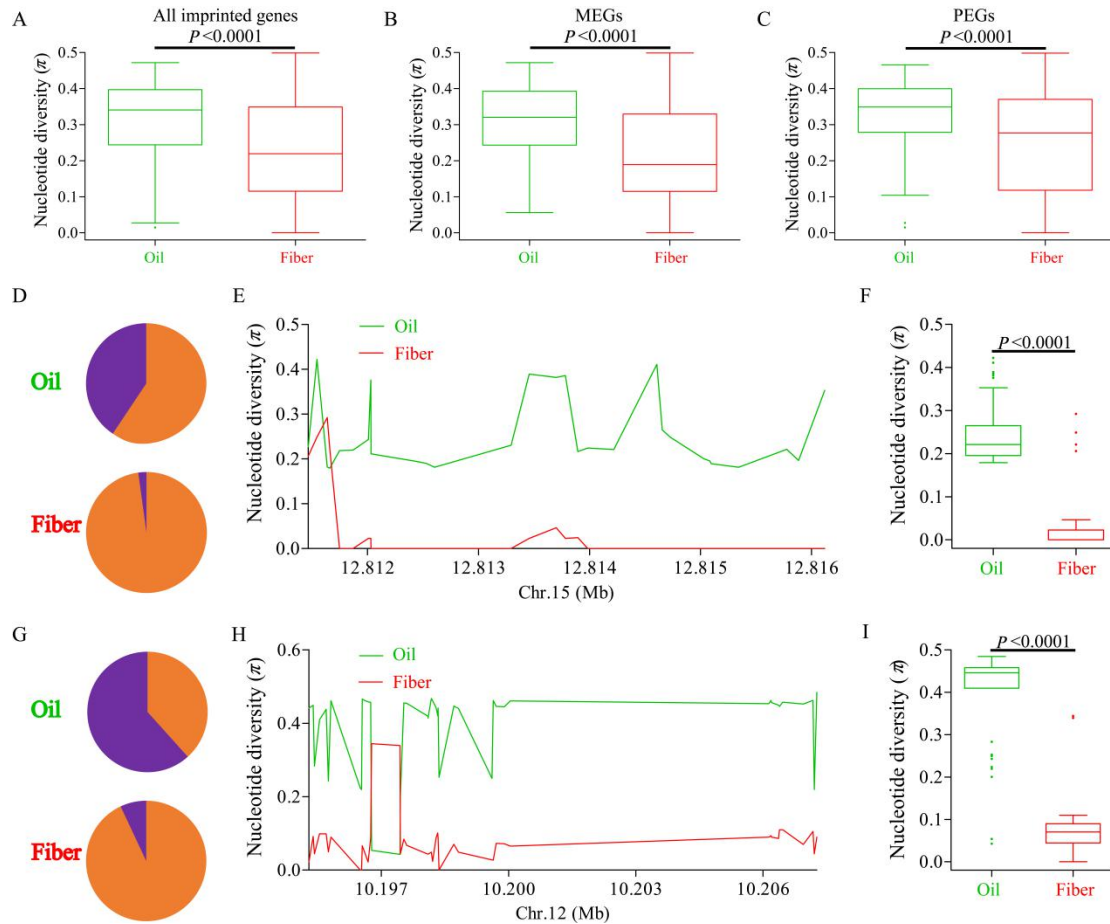 A All imprinted genes B MEGs C PEGs
P<0.0001 P<0.0001 P<0.0001
Nucleotide diversity (π)
0.5
0.4
0.3
0.2
0.1
0.0
Oil Fiber
Nucleotide diversity (π)
0.5
0.4
0.3
0.2
0.1
0.0
Oil Fiber
Nucleotide diversity (π)
0.5
0.4
0.3
0.2
0.1
0.0
Oil Fiber
D
Oil
Fiber
E
Nucleotide diversity (π)
0.5
0.4
0.3
0.2
0.1
0.0
Oil
Fiber
12.812 12.813 12.814 12.815 12.816
Chr.15 (Mb)
F
P<0.0001
Nucleotide diversity (π)
0.5
0.4
0.3
0.2
0.1
0.0
Oil Fiber
G
Oil
Fiber
H
Nucleotide diversity (π)
0.6
0.4
0.2
0.0
Oil
Fiber
10.197 10.200 10.203 10.206
Chr.12 (Mb)
I
P<0.0001
Nucleotide diversity (π)
0.5
0.4
0.3
0.2
0.1
0.0
Oil Fiber